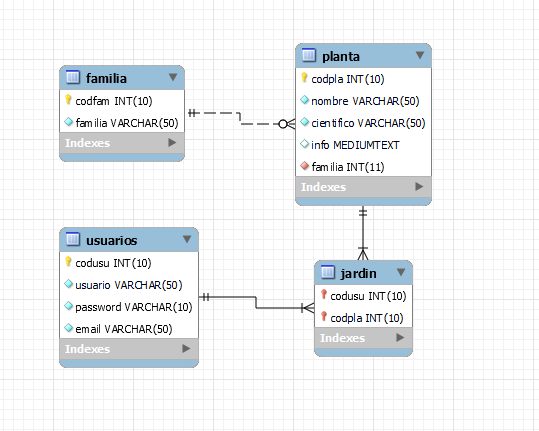 familia
codfam INT(10)
familia VARCHAR(50)
Indexes
planta
codpla INT(10)
nombre VARCHAR(50)
cientifico VARCHAR(50)
info MEDIUMTEXT
familia INT(11)
Indexes
usuarios
codusu INT(10)
usuario VARCHAR(50)
password VARCHAR(10)
email VARCHAR(50)
Indexes
jardin
codusu INT(10)
codpla INT(10)
Indexes